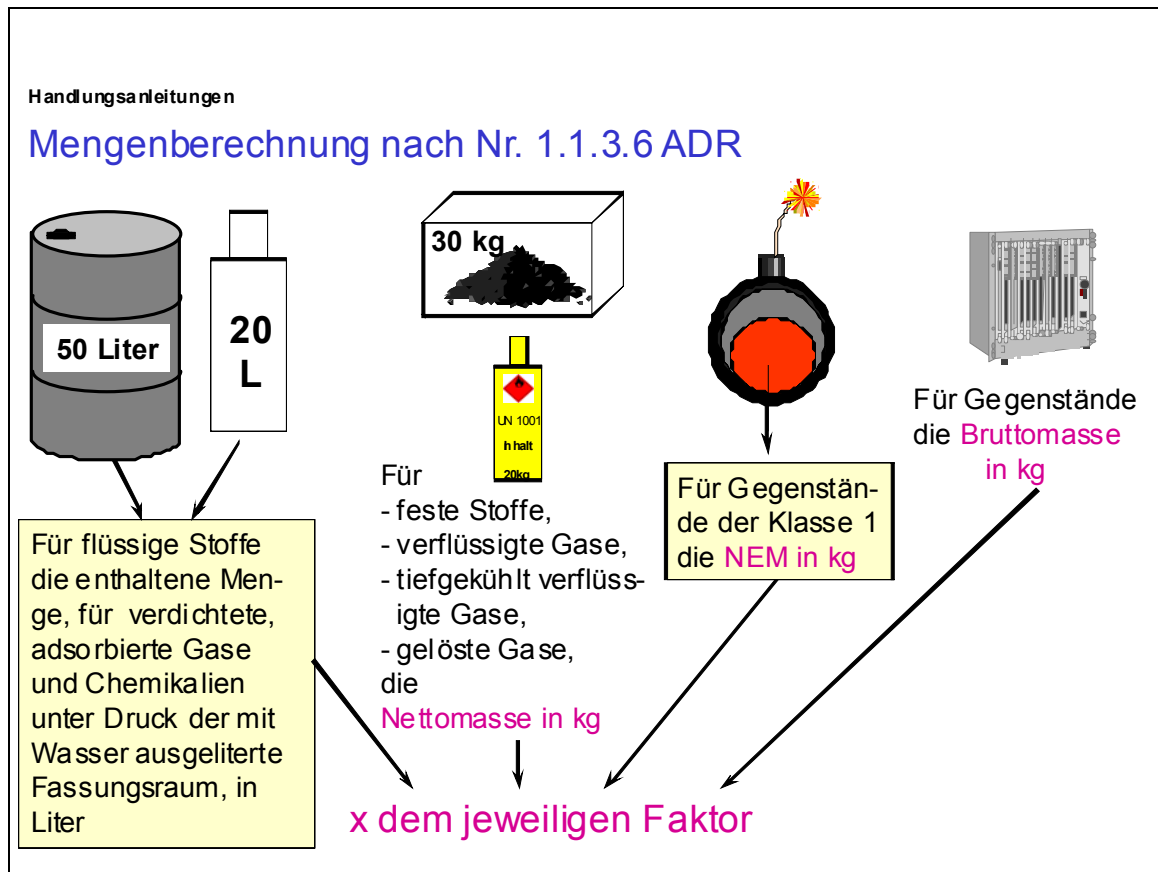 Handlungsanleitungen
Mengenberechnung nach Nr. 1.1.3.6 ADR
50 Liter
20
L
30 kg
UN 1001
h halt
20kg
Für flüssige Stoffe
die enthaltene Men-
ge, für verdichtete,
adsorbierte Gase
und Chemikalien
unter Druck der mit
Wasser ausgeliterte
Fassungsraum, in
Liter
Für
- feste Stoffe,
- verflüssigte Gase,
- tiefgekühlt verflüs-
igte Gase,
- gelöste Gase,
die
Nettomasse in kg
Für Gegenstän-
de der Klasse 1
die NEM in kg
Für Gegenstände
die Bruttomasse
in kg
x dem jeweiligen Faktor